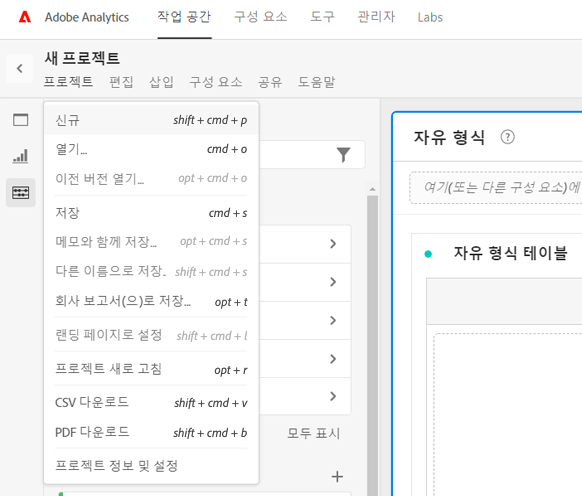 Adobe Analytics 작업 공간 구성 요소 도구 관리자 Labs
새 프로젝트
프로젝트 편집 삽입 구성 요소 공유 도움말
신규 shift + cmd + p
열기... cmd + o
이전 버전 열기... opt + cmd + o
저장 cmd + s
메모와 함께 저장... opt + cmd + s
다른 이름으로 저장.. shift + cmd + s
회사 보고서(으)로 저장... opt + t
랜딩 페이지로 설정 shift + cmd + l
프로젝트 새로 고침 opt + r
CSV 다운로드 shift + cmd + v
PDF 다운로드 shift + cmd + b
프로젝트 정보 및 설정
모두 표시
자유 형식
여기(또는 다른 구성 요소)에
자유 형식 테이블